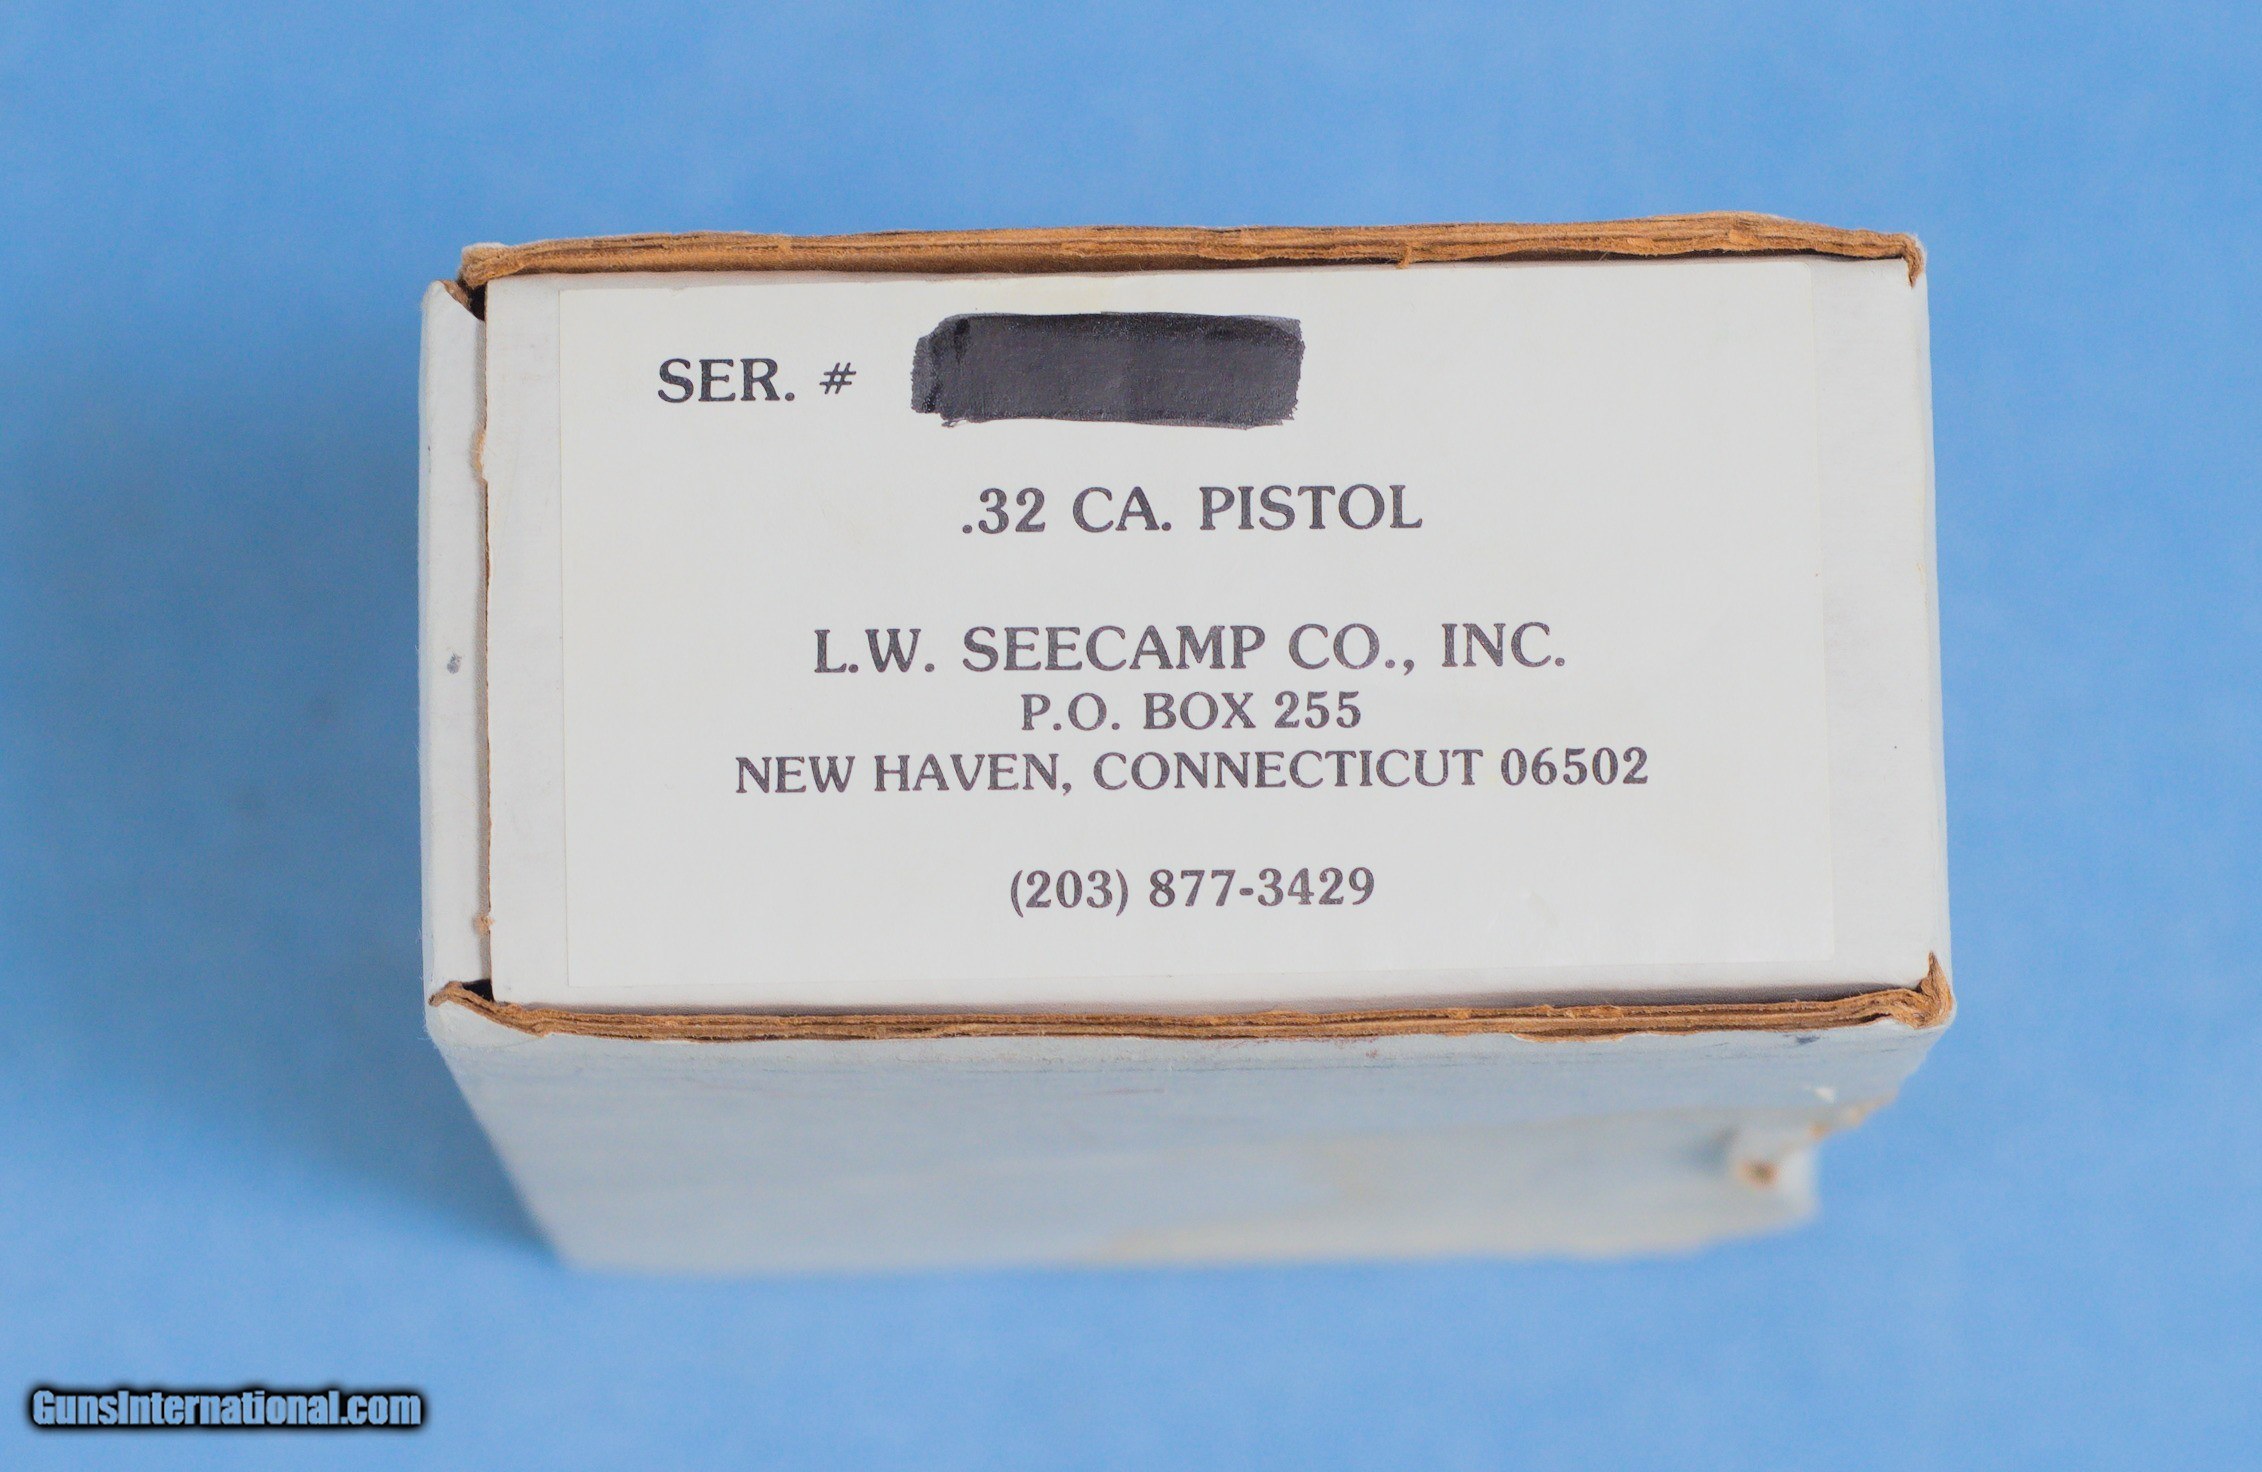 SER. #
.32 CA. PISTOL
L.W. SEECAMP CO., INC.
P.O. BOX 255
NEW HAVEN, CONNECTICUT 06502
(203) 877-3429
GunsInternational.com